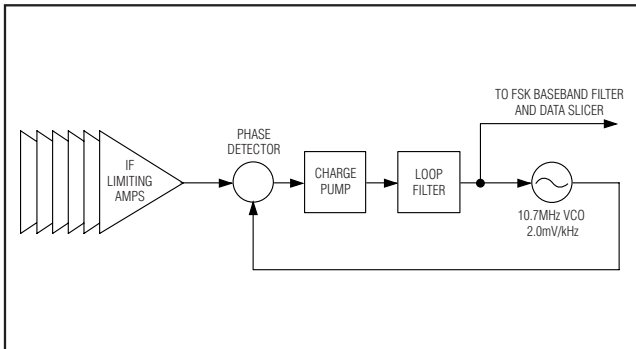 TO FSK BASEBAND FILTER
AND DATA SLICER
PHASE
DETECTOR
IF
LIMITING
AMPS
CHARGE
PUMP
LOOP
FILTER
10.7MHz VCO
2.0mV/kHz